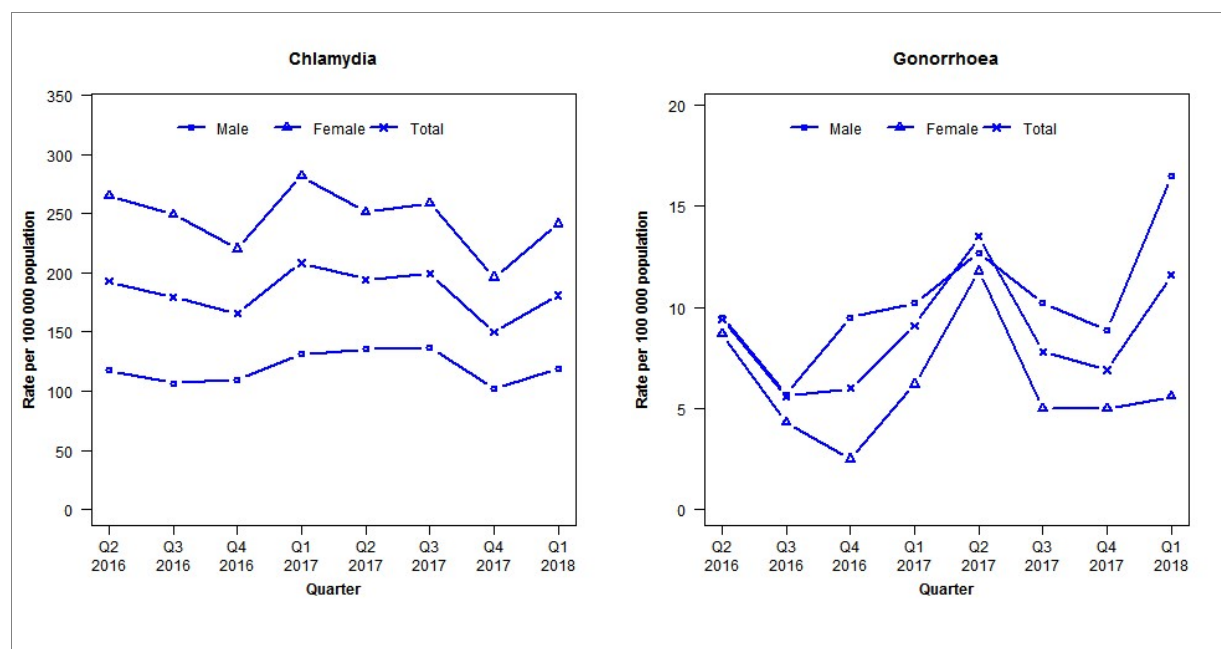 Chlamydia
350
300
250
200
150
100
50
0
Rate per 100 000 population
Male Female Total
Q2 Q3 Q4 Q1 Q2 Q3 Q4 Q1
2016 2016 2016 2017 2017 2017 2017 2018
Quarter
Gonorrhoea
20
15
10
5
0
Rate per 100 000 population
Male Female Total
Q2 Q3 Q4 Q1 Q2 Q3 Q4 Q1
2016 2016 2016 2017 2017 2017 2017 2018
Quarter